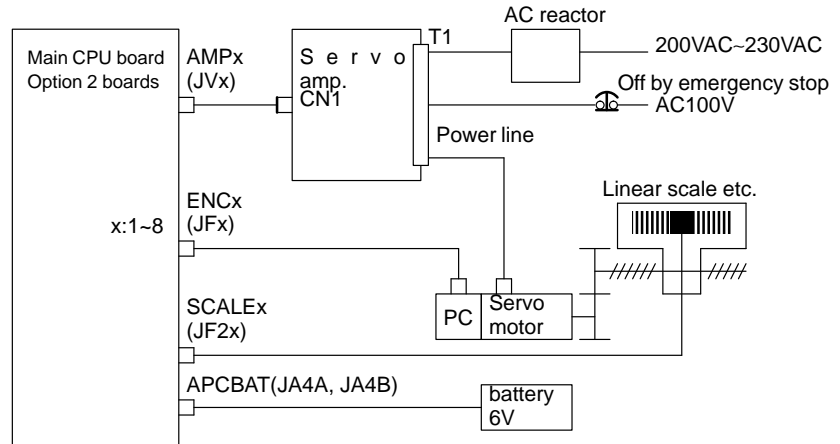 Main CPU board
Option 2 boards
AMPx
(JVx)
S e r v o
amp.
CN1
T1
AC reactor
200VAC~230VAC
Off by emergency stop
AC100V
Power line
Linear scale etc.
x:1~8
ENCx
(JFx)
PC
Servo
motor
SCALEx
(JF2x)
APCBAT(JA4A, JA4B)
battery
6V